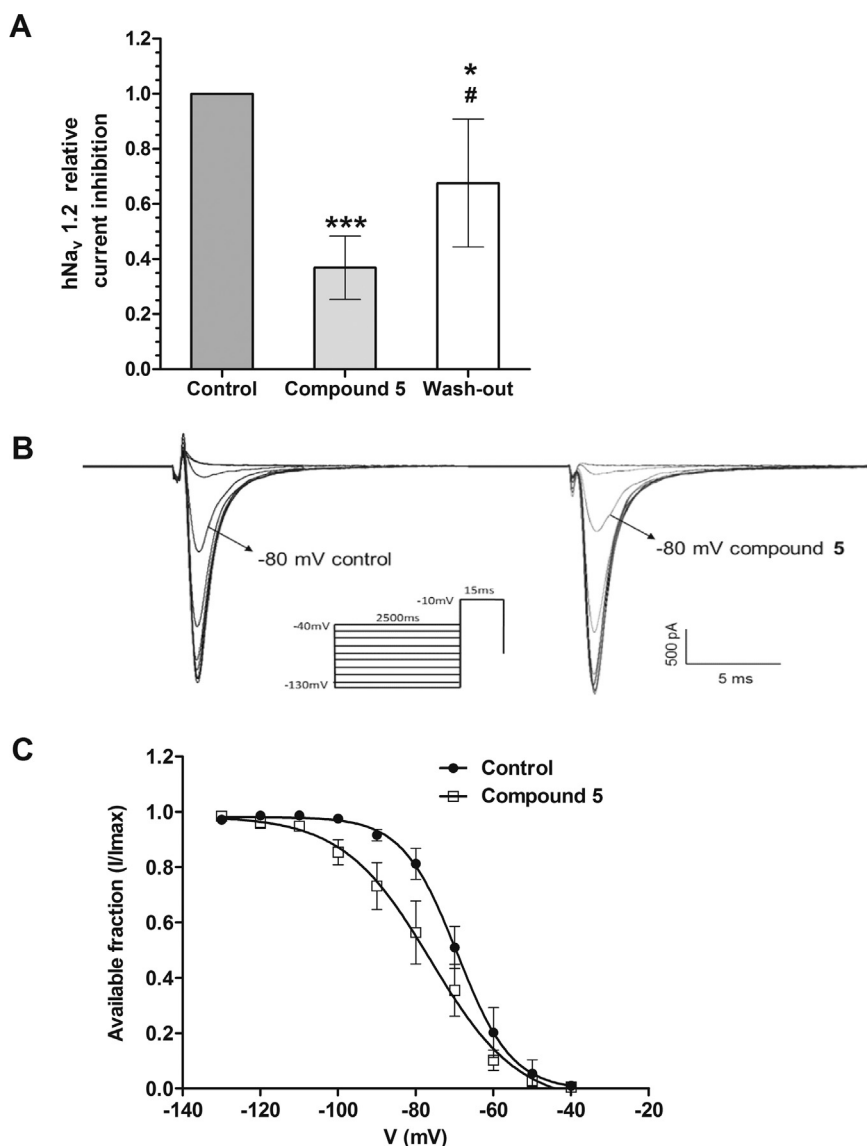 A
hNav 1.2 relative
current inhibition
1.2
1.0
0.8
0.6
0.4
0.2
0.0
***
*
#
Control
Compound 5
Wash-out
B
-80 mV control
-80 mV compound 5
-10mV
15ms
-40mV
2500ms
-130mV
500 pA
5 ms
C
Available fraction (I/Imax)
1.2
1.0
0.8
0.6
0.4
0.2
0.0
Control
Compound 5
-140
-120
-100
-80
-60
-40
-20
V (mV)